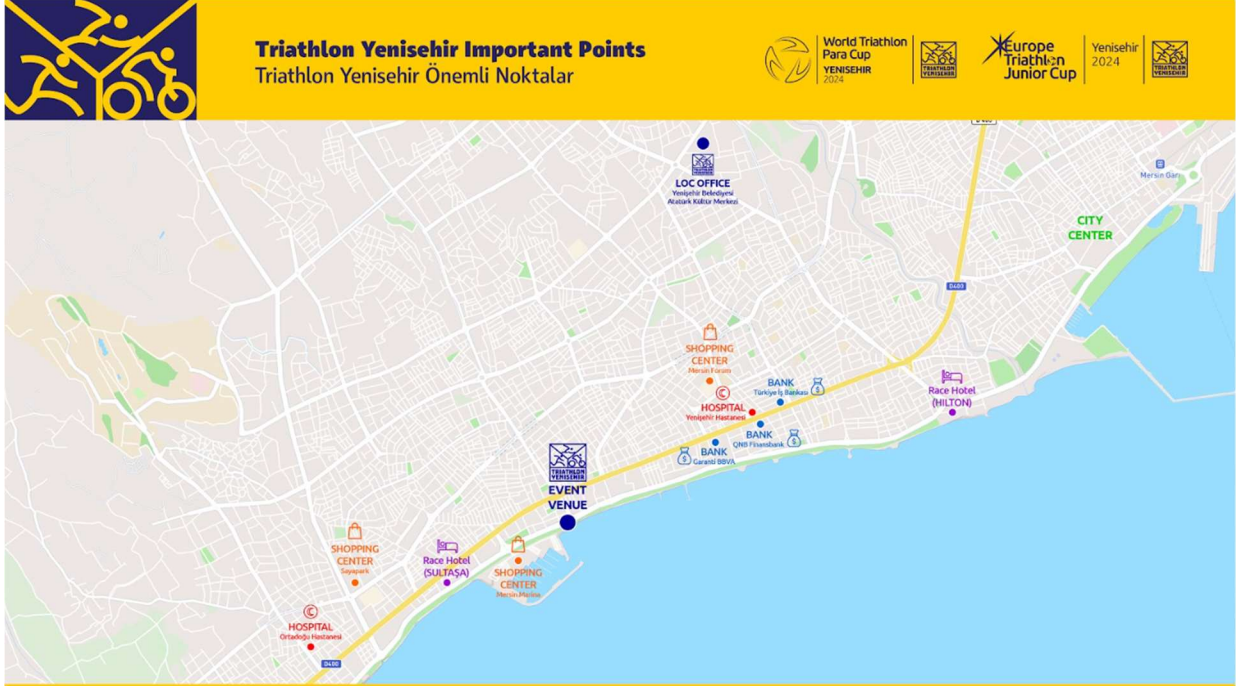 Triathlon Yenisehir Important Points
Triathlon Yenisehir Önemli Noktalar
World Triathlon
Para Cup
YENISEHIR
2024
TRIATHLON
YENISEHIR
Europe
Triathlon
Junior Cup
Yenisehir
2024
TRIATHLON
YENISEHIR
LOC OFFICE
Yenişehir Belediyesi
Atatürk Kültür Merkezi
Mersin Garı
CITY
CENTER
D400
SHOPPING
CENTER
Mersin Forum
BANK
Türkiye İş Bankası
HOSPITAL
Yenişehir Hastanesi
BANK
QNB Finansbank
BANK
Garanti BBVA
Race Hotel
(HILTON)
TRIATHLON
YENISEHIR
EVENT
VENUE
SHOPPING
CENTER
Sayapark
Race Hotel
(SULTAŞA)
SHOPPING
CENTER
Mersin Marina
HOSPITAL
Ortadoğu Hastanesi
D400